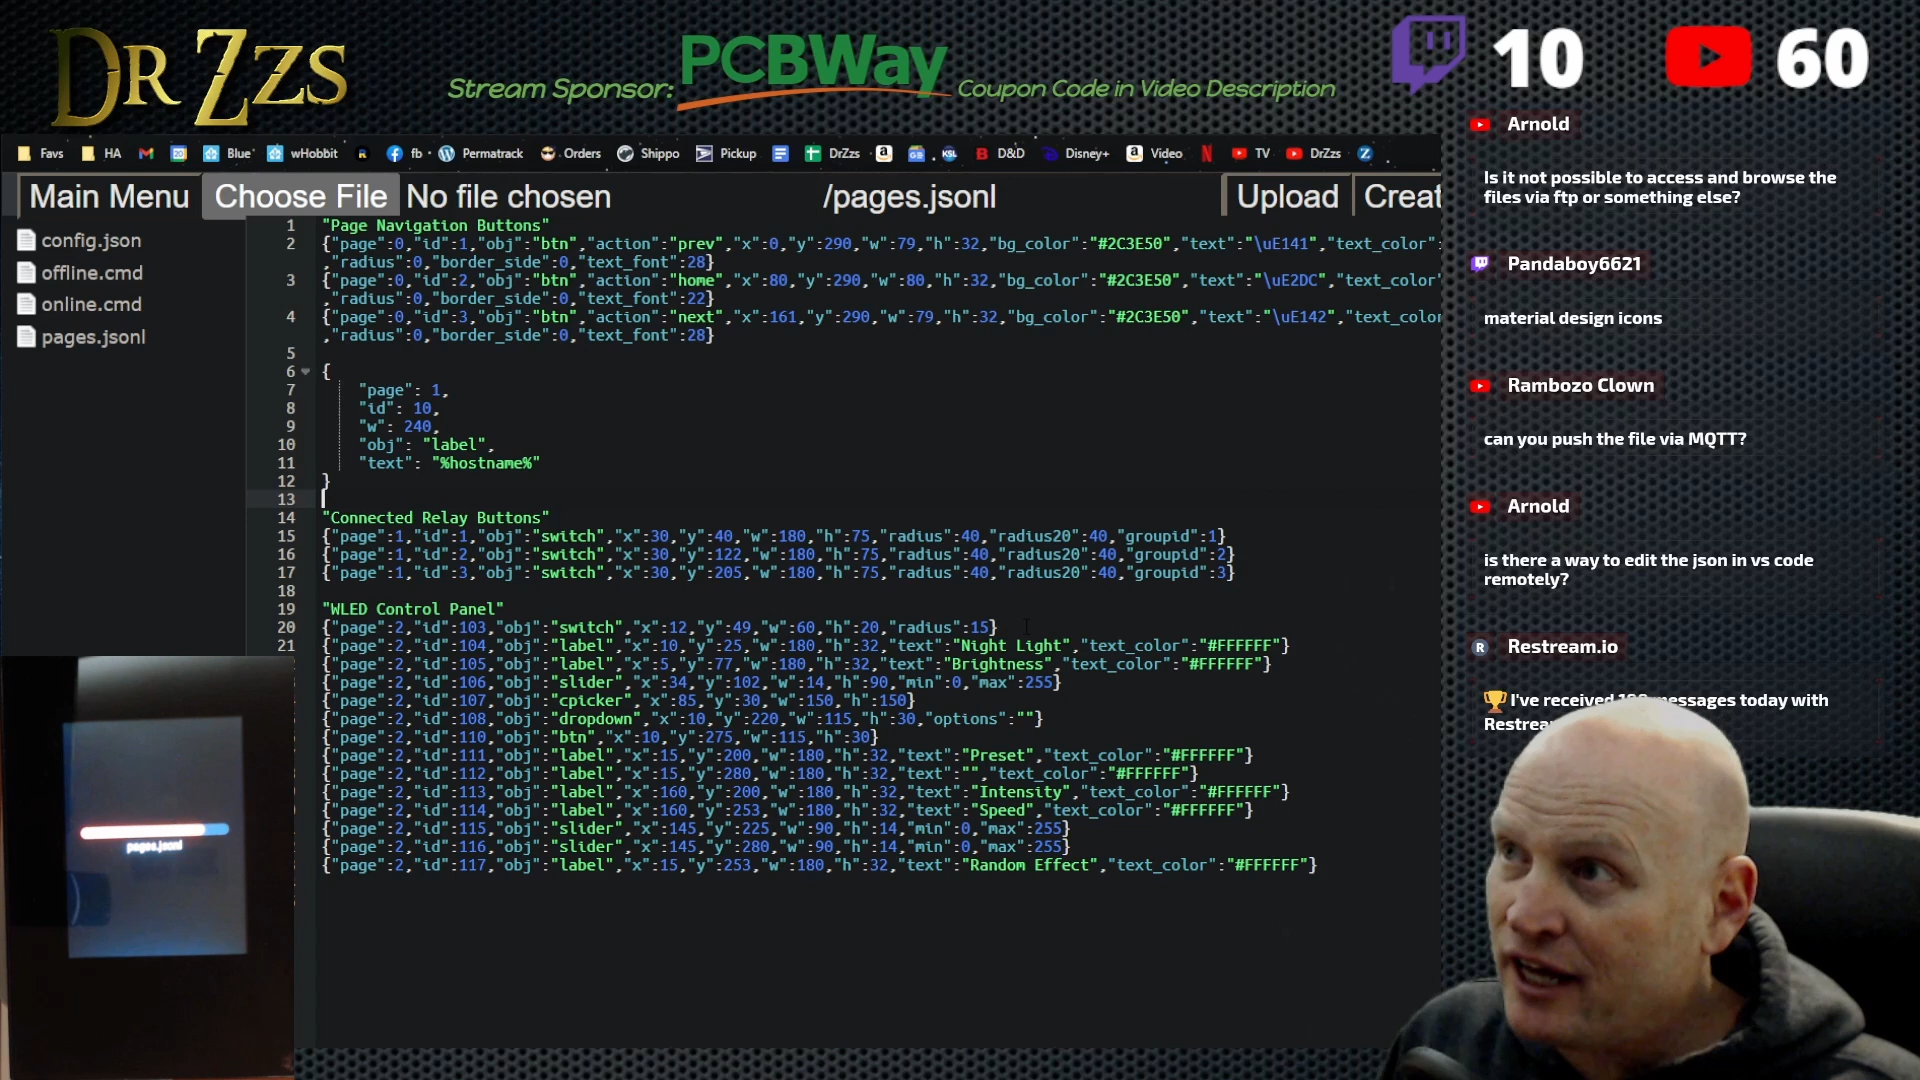 DR ZZS
Stream Sponsor: PCBWay Coupon Code in Video Description
10
60
Favs HA Blue wHobbit fb Permatrack Orders Shippo Pickup DrZzs D&D Disney+ Video TV DrZzs
Main Menu Choose File No file chosen /pages.jsonl Upload Creat
config.json
offline.cmd
online.cmd
pages.jsonl
1 "Page Navigation Buttons"
2 {"page":0,"id":1,"obj":"btn","action":"prev","x":0,"y":290,"w":79,"h":32,"bg_color":"#2C3E50","text":"\uE141","text_color":
,"radius":0,"border_side":0,"text_font":28}
3 {"page":0,"id":2,"obj":"btn","action":"home","x":80,"y":290,"w":80,"h":32,"bg_color":"#2C3E50","text":"\uE2DC","text_color"
,"radius":0,"border_side":0,"text_font":22}
4 {"page":0,"id":3,"obj":"btn","action":"next","x":161,"y":290,"w":79,"h":32,"bg_color":"#2C3E50","text":"\uE142","text_color
,"radius":0,"border_side":0,"text_font":28}
5
6 {
7 "page": 1,
8 "id": 10,
9 "w": 240,
10 "obj": "label",
11 "text": "%hostname%"
12 }
13
14 "Connected Relay Buttons"
15 {"page":1,"id":1,"obj":"switch","x":30,"y":40,"w":180,"h":75,"radius":40,"radius20":40,"groupid":1}
16 {"page":1,"id":2,"obj":"switch","x":30,"y":122,"w":180,"h":75,"radius":40,"radius20":40,"groupid":2}
17 {"page":1,"id":3,"obj":"switch","x":30,"y":205,"w":180,"h":75,"radius":40,"radius20":40,"groupid":3}
18
19 "WLED Control Panel"
20 {"page":2,"id":103,"obj":"switch","x":12,"y":49,"w":60,"h":20,"radius":15}
21 {"page":2,"id":104,"obj":"label","x":10,"y":25,"w":180,"h":32,"text":"Night Light","text_color":"#FFFFFF"}
{"page":2,"id":105,"obj":"label","x":5,"y":77,"w":180,"h":32,"text":"Brightness","text_color":"#FFFFFF"}
{"page":2,"id":106,"obj":"slider","x":34,"y":102,"w":14,"h":90,"min":0,"max":255}
{"page":2,"id":107,"obj":"cpicker","x":85,"y":30,"w":150,"h":150}
{"page":2,"id":108,"obj":"dropdown","x":10,"y":220,"w":115,"h":30,"options":""}
{"page":2,"id":110,"obj":"btn","x":10,"y":275,"w":115,"h":30}
{"page":2,"id":111,"obj":"label","x":15,"y":200,"w":180,"h":32,"text":"Preset","text_color":"#FFFFFF"}
{"page":2,"id":112,"obj":"label","x":15,"y":280,"w":180,"h":32,"text":"","text_color":"#FFFFFF"}
{"page":2,"id":113,"obj":"label","x":160,"y":200,"w":180,"h":32,"text":"Intensity","text_color":"#FFFFFF"}
{"page":2,"id":114,"obj":"label","x":160,"y":253,"w":180,"h":32,"text":"Speed","text_color":"#FFFFFF"}
{"page":2,"id":115,"obj":"slider","x":145,"y":225,"w":90,"h":14,"min":0,"max":255}
{"page":2,"id":116,"obj":"slider","x":145,"y":280,"w":90,"h":14,"min":0,"max":255}
{"page":2,"id":117,"obj":"label","x":15,"y":253,"w":180,"h":32,"text":"Random Effect","text_color":"#FFFFFF"}
pages.jsonl
Arnold
Is it not possible to access and browse the
files via ftp or something else?
Pandaboy6621
material design icons
Rambozo Clown
can you push the file via MQTT?
Arnold
is there a way to edit the json in vs code
remotely?
Restream.io
I've received messages today with